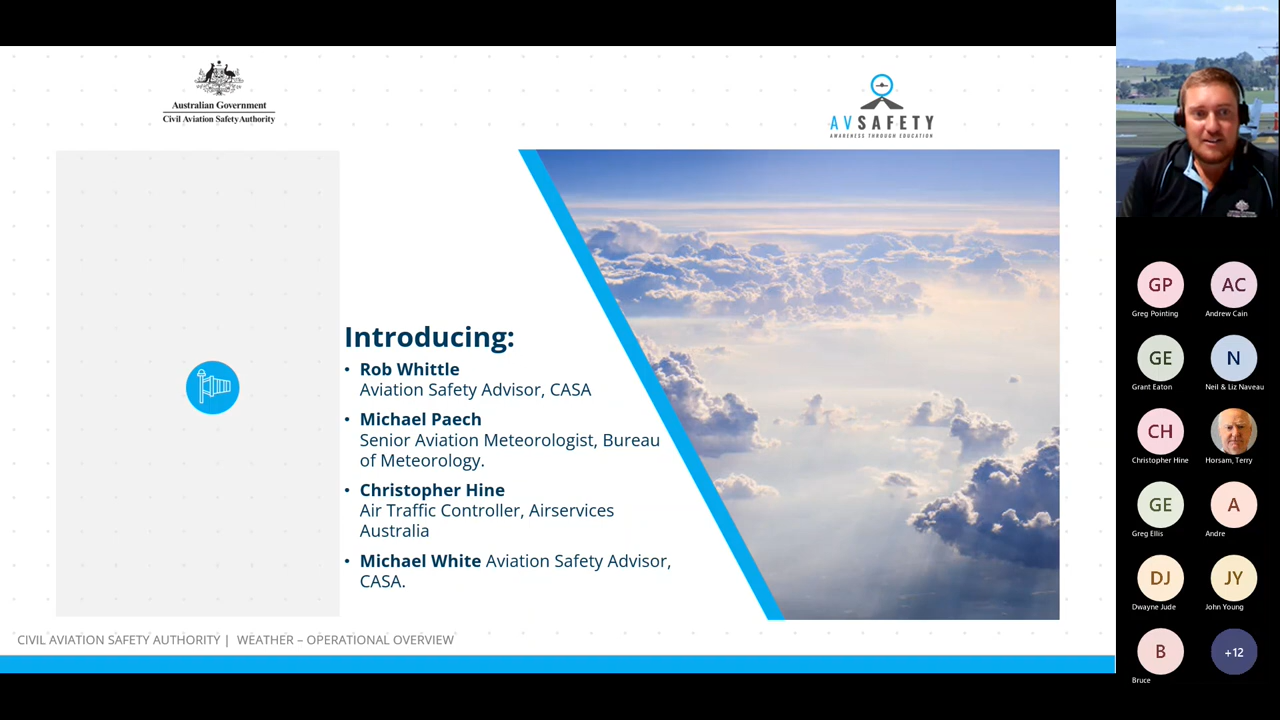 Australian Government
Civil Aviation Safety Authority
AVSAFETY
AWARENESS THROUGH EDUCATION
Introducing:
• Rob Whittle
Aviation Safety Advisor, CASA
• Michael Paech
Senior Aviation Meteorologist, Bureau
of Meteorology.
• Christopher Hine
Air Traffic Controller, Airservices
Australia
• Michael White Aviation Safety Advisor,
CASA.
CIVIL AVIATION SAFETY AUTHORITY | WEATHER – OPERATIONAL OVERVIEW
GP
Greg Pointing
AC
Andrew Cain
GE
Grant Eaton
N
Neil & Liz Naveau
CH
Christopher Hine
Horsam, Terry
GE
Greg Ellis
A
Andre
DJ
Dwayne Jude
JY
John Young
B
Bruce
+12